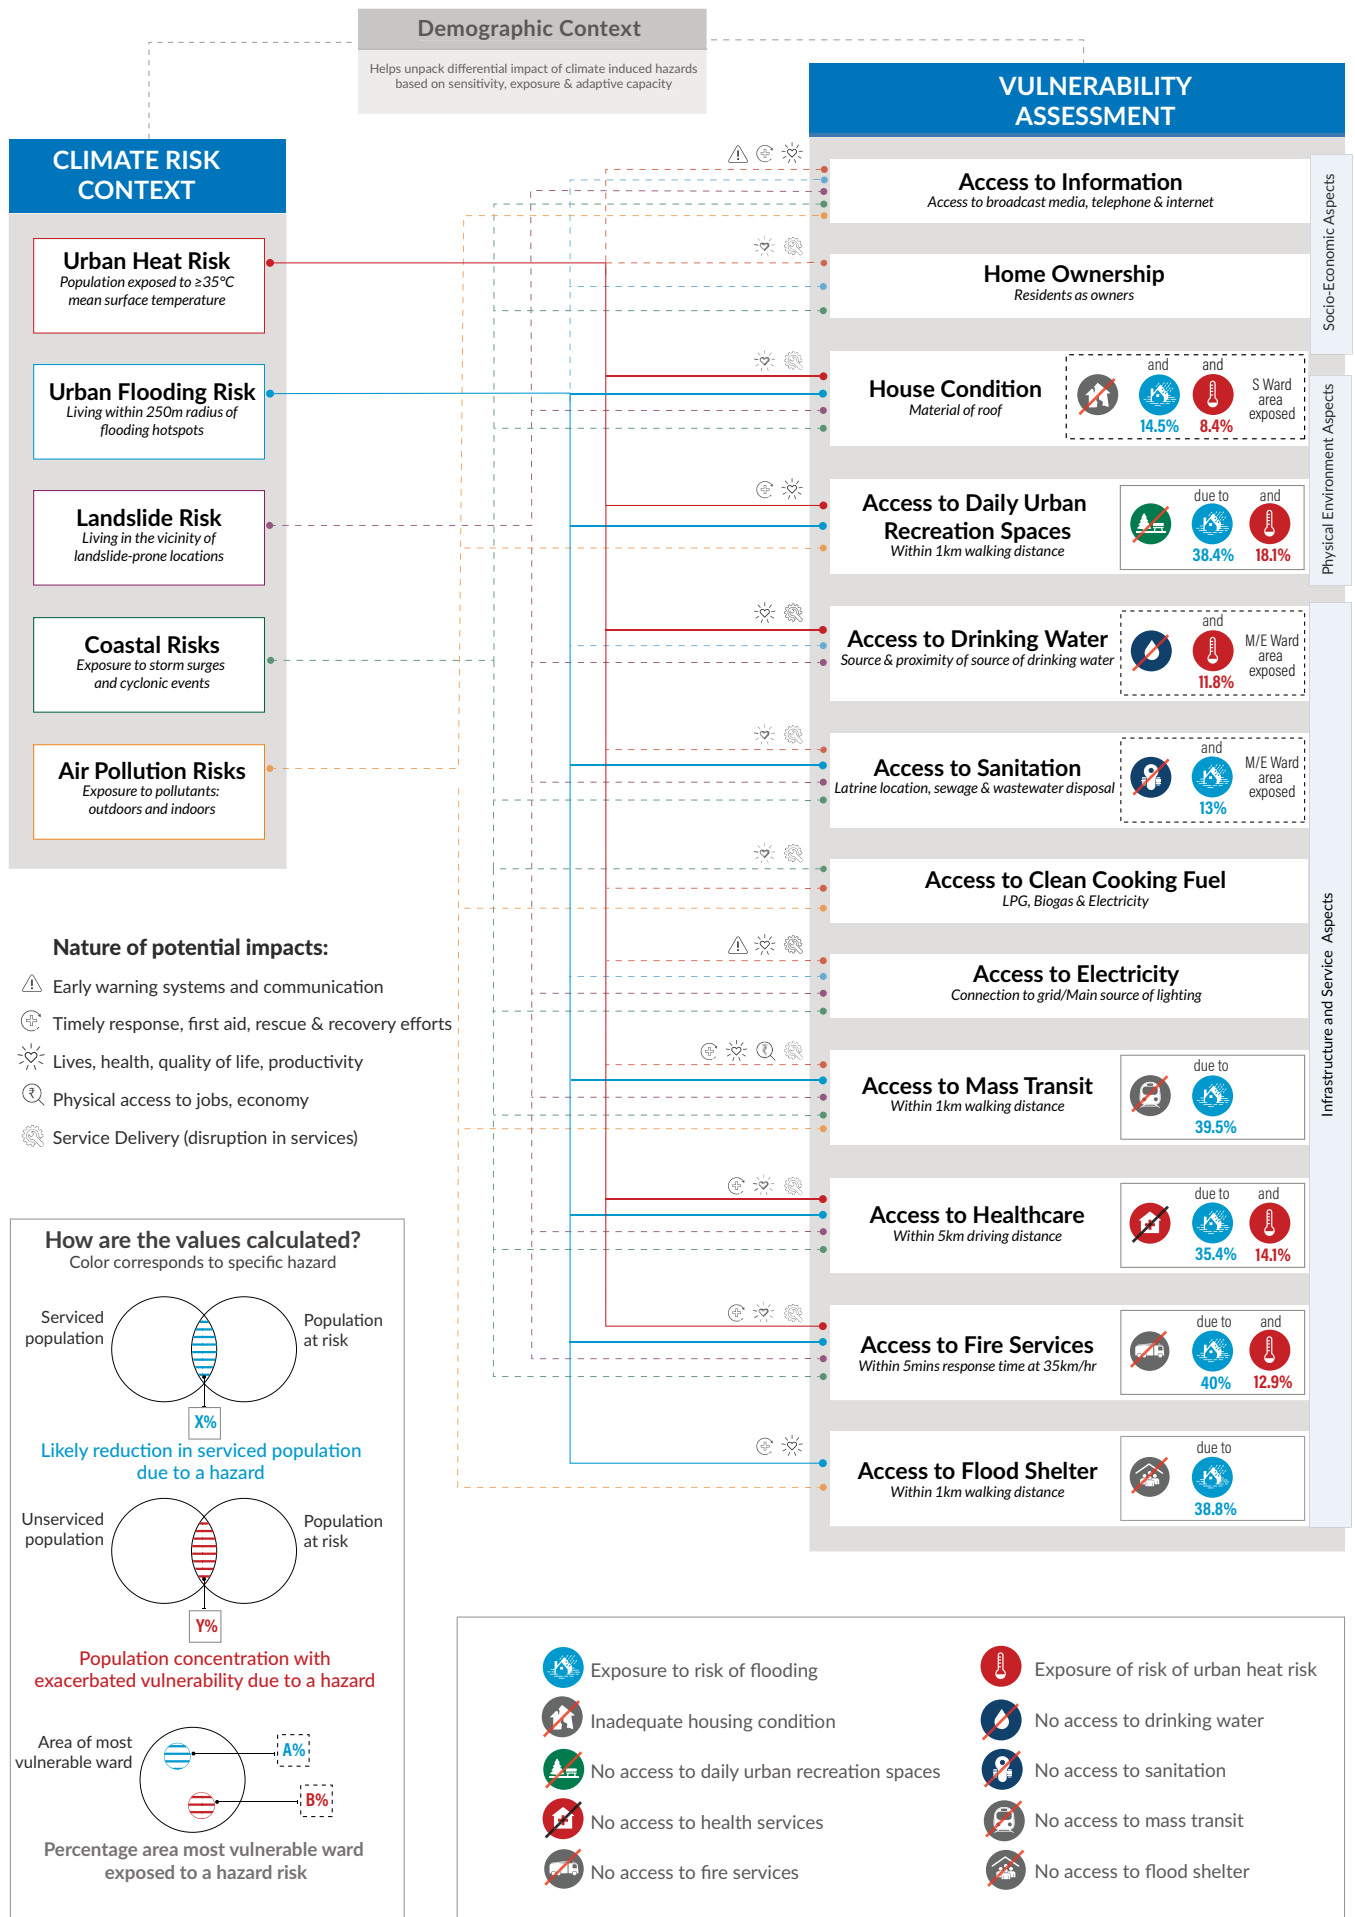 Demographic Context
Helps unpack differential impact of climate induced hazards
based on sensitivity, exposure & adaptive capacity
CLIMATE RISK
CONTEXT
Urban Heat Risk
Population exposed to ≥35°C
mean surface temperature
Urban Flooding Risk
Living within 250m radius of
flooding hotspots
Landslide Risk
Living in the vicinity of
landslide-prone locations
Coastal Risks
Exposure to storm surges
and cyclonic events
Air Pollution Risks
Exposure to pollutants:
outdoors and indoors
VULNERABILITY
ASSESSMENT
Socio-Economic Aspects
Access to Information
Access to broadcast media, telephone & internet
Home Ownership
Residents as owners
Physical Environment Aspects
House Condition
Material of roof
and
14.5%
and
8.4%
S Ward
area
exposed
Access to Daily Urban
Recreation Spaces
Within 1km walking distance
due to
38.4%
and
18.1%
Infrastructure and Service Aspects
Access to Drinking Water
Source & proximity of source of drinking water
and
11.8%
M/E Ward
area
exposed
Access to Sanitation
Latrine location, sewage & wastewater disposal
and
13%
M/E Ward
area
exposed
Access to Clean Cooking Fuel
LPG, Biogas & Electricity
Access to Electricity
Connection to grid/Main source of lighting
Access to Mass Transit
Within 1km walking distance
due to
39.5%
Access to Healthcare
Within 5km driving distance
due to
35.4%
and
14.1%
Access to Fire Services
Within 5mins response time at 35km/hr
due to
40%
and
12.9%
Access to Flood Shelter
Within 1km walking distance
due to
38.8%
Nature of potential impacts:
Early warning systems and communication
Timely response, first aid, rescue & recovery efforts
Lives, health, quality of life, productivity
₹
Physical access to jobs, economy
Service Delivery (disruption in services)
How are the values calculated?
Color corresponds to specific hazard
Serviced
population
Population
at risk
X%
Likely reduction in serviced population
due to a hazard
Unserviced
population
Population
at risk
Y%
Population concentration with
exacerbated vulnerability due to a hazard
Area of most
vulnerable ward
A%
B%
Percentage area most vulnerable ward
exposed to a hazard risk
Exposure to risk of flooding
Inadequate housing condition
No access to daily urban recreation spaces
No access to health services
No access to fire services
Exposure of risk of urban heat risk
No access to drinking water
No access to sanitation
No access to mass transit
No access to flood shelter